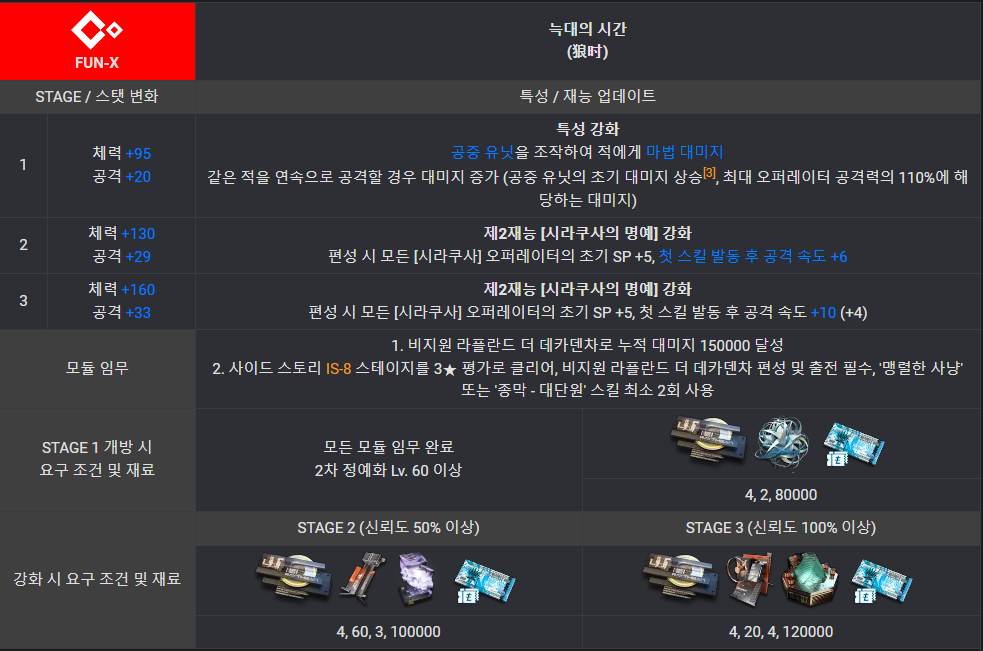 FUN-X
늑대의 시간
(狼时)
STAGE / 스탯 변화
특성 / 재능 업데이트
1
체력 +95
공격 +20
특성 강화
공중 유닛을 조작하여 적에게 마법 대미지
같은 적을 연속으로 공격할 경우 대미지 증가 (공중 유닛의 초기 대미지 상승[3], 최대 오퍼레이터 공격력의 110%에 해
당하는 대미지)
2
체력 +130
공격 +29
제2재능 [시라쿠사의 명예] 강화
편성 시 모든 [시라쿠사] 오퍼레이터의 초기 SP +5, 첫 스킬 발동 후 공격 속도 +6
3
체력 +160
공격 +33
제2재능 [시라쿠사의 명예] 강화
편성 시 모든 [시라쿠사] 오퍼레이터의 초기 SP +5, 첫 스킬 발동 후 공격 속도 +10 (+4)
모듈 임무
1. 비지원 라플란드 더 데카덴차로 누적 대미지 150000 달성
2. 사이드 스토리 IS-8 스테이지를 3★ 평가로 클리어, 비지원 라플란드 더 데카덴차 편성 및 출전 필수, '맹렬한 사냥'
또는 '종막 - 대단원' 스킬 최소 2회 사용
STAGE 1 개방 시
요구 조건 및 재료
모든 모듈 임무 완료
2차 정예화 Lv. 60 이상
4, 2, 80000
강화 시 요구 조건 및 재료
STAGE 2 (신뢰도 50% 이상)
STAGE 3 (신뢰도 100% 이상)
4, 60, 3, 100000
4, 20, 4, 120000